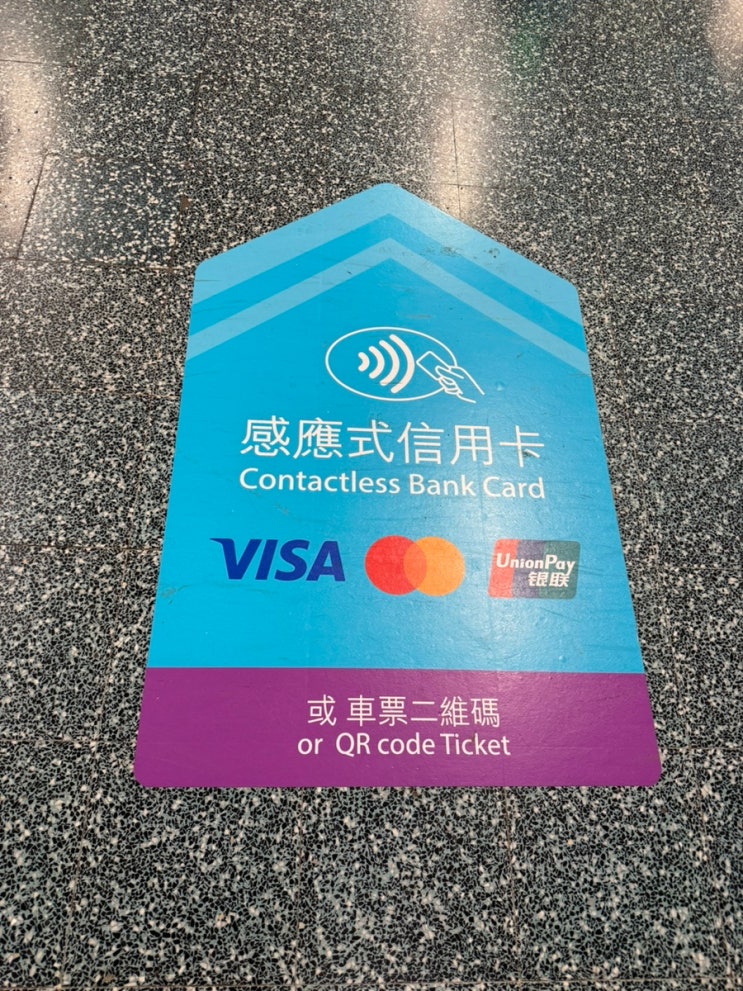 感應式信用卡
Contactless Bank Card
VISA
UnionPay
银联
或 車票二維碼
or QR code Ticket